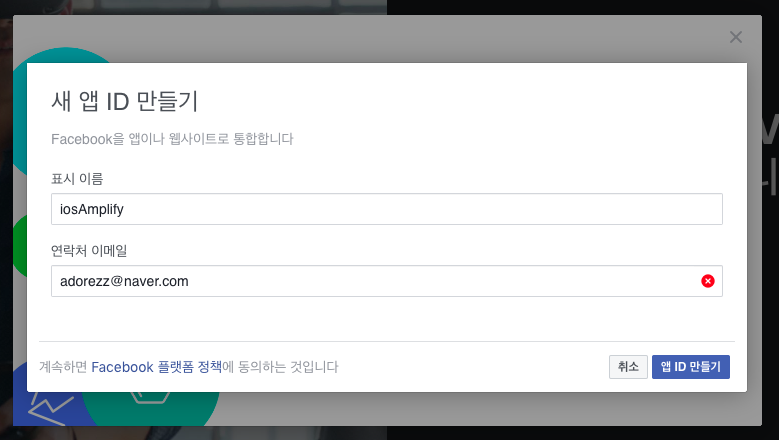 새 앱 ID 만들기
Facebook을 앱이나 웹사이트로 통합합니다
표시 이름
iosAmplify
연락처 이메일
adorezz@naver.com
계속하면 Facebook 플랫폼 정책에 동의하는 것입니다
취소
앱 ID 만들기